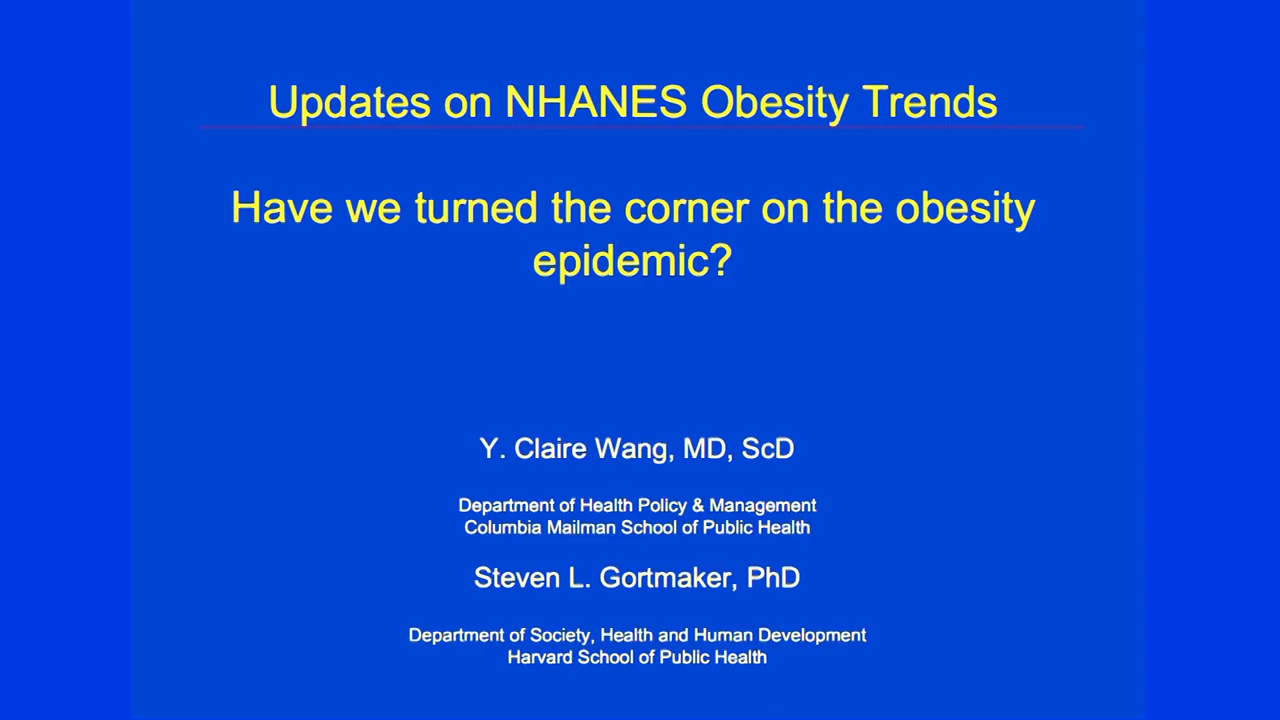 Updates on NHANES Obesity Trends
Have we turned the corner on the obesity
epidemic?
Y. Claire Wang, MD, ScD
Department of Health Policy & Management
Columbia Mailman School of Public Health
Steven L. Gortmaker, PhD
Department of Society, Health and Human Development
Harvard School of Public Health